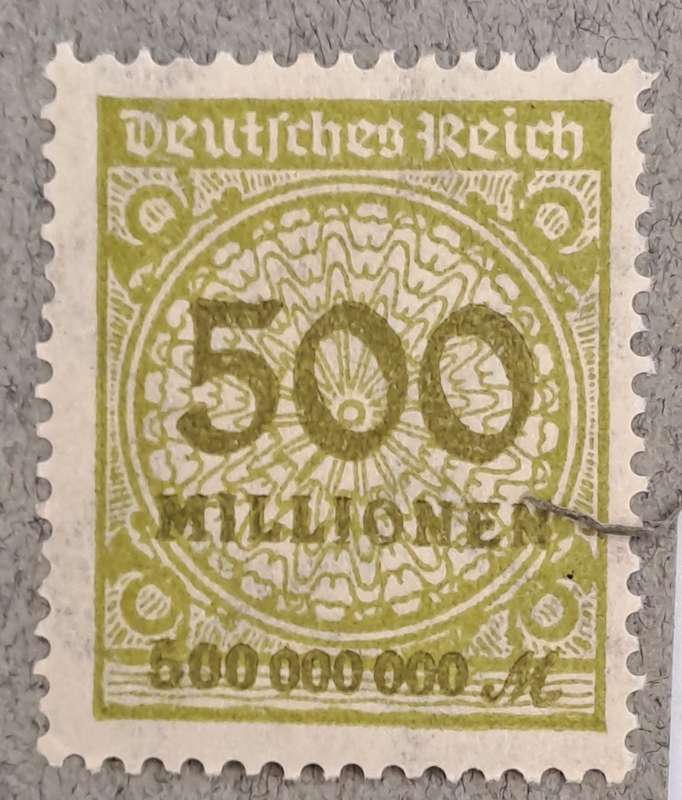 Deutsches Reich
500
MILLIONEN
500 000 000 M